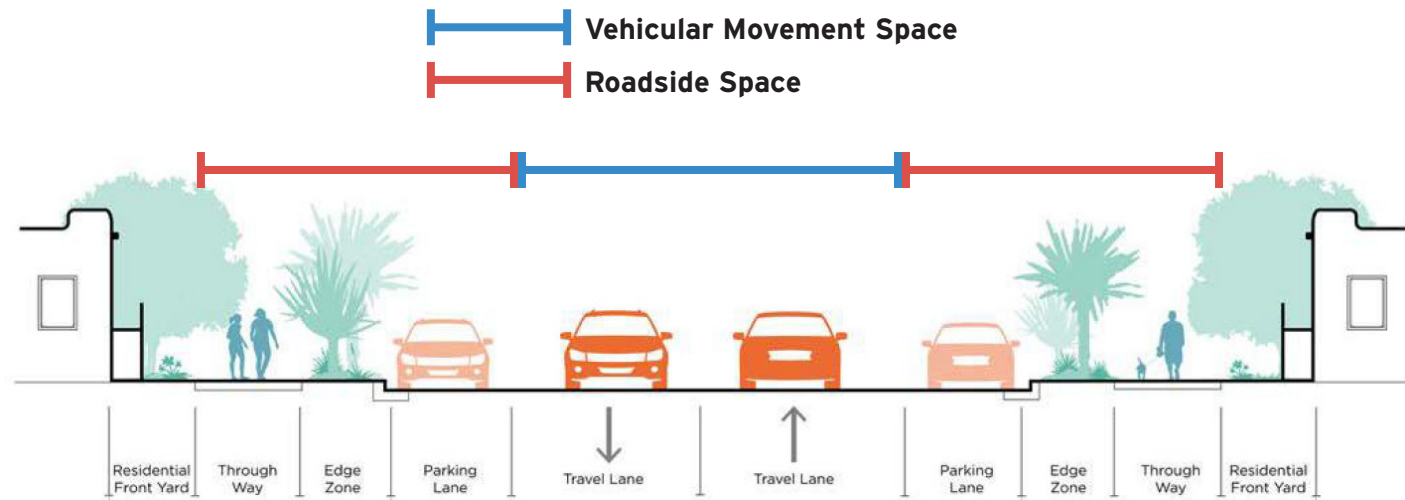 Vehicular Movement Space
Roadside Space
Residential
Front Yard
Through
Way
Edge
Zone
Parking
Lane
Travel Lane
Travel Lane
Parking
Lane
Edge
Zone
Through
Way
Residential
Front Yard